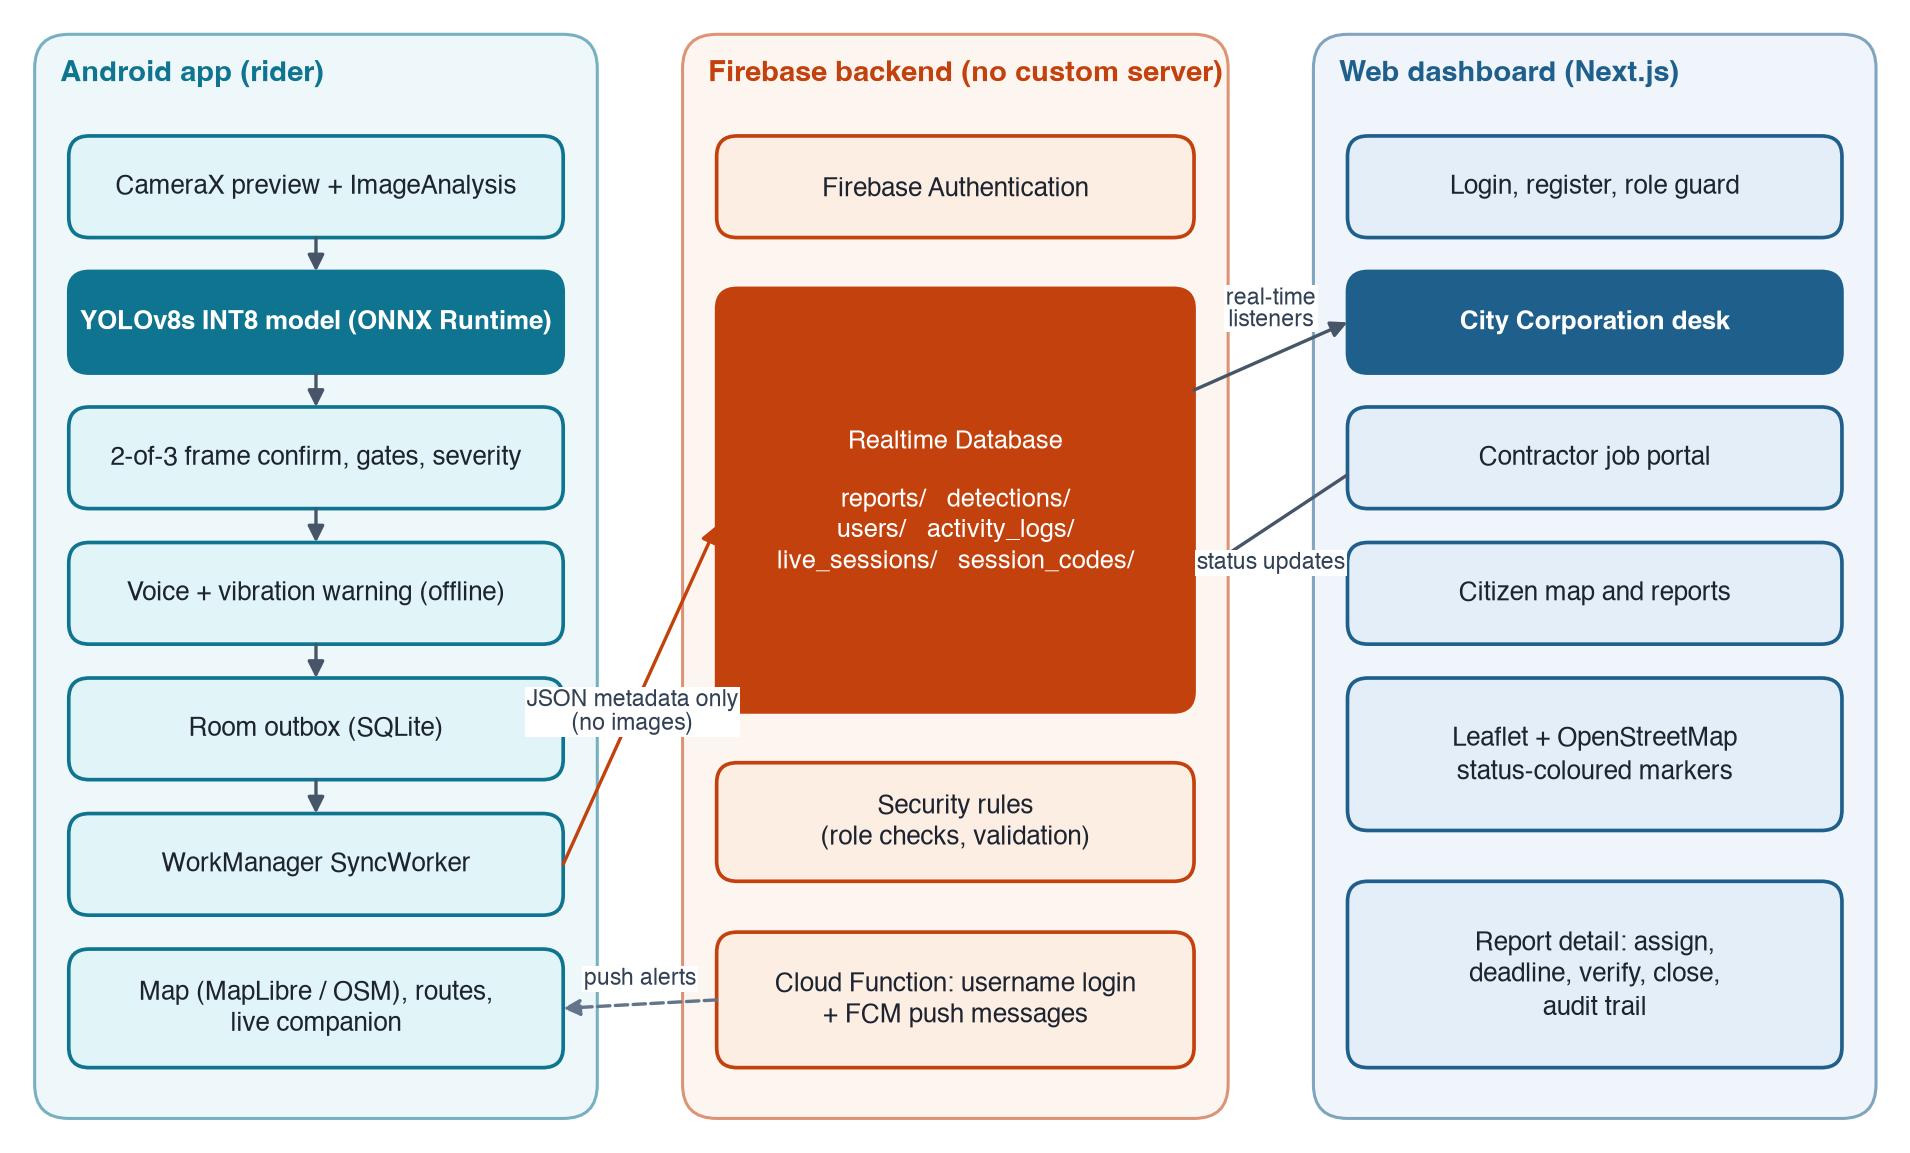 Android app (rider)
CameraX preview + ImageAnalysis
YOLOv8s INT8 model (ONNX Runtime)
2-of-3 frame confirm, gates, severity
Voice + vibration warning (offline)
Room outbox (SQLite)
WorkManager SyncWorker
Map (MapLibre / OSM), routes,
live companion
JSON metadata only
(no images)
push alerts
Firebase backend (no custom server)
Firebase Authentication
Realtime Database
reports/ detections/
users/ activity_logs/
live_sessions/ session_codes/
Security rules
(role checks, validation)
Cloud Function: username login
+ FCM push messages
real-time
listeners
status updates
Web dashboard (Next.js)
Login, register, role guard
City Corporation desk
Contractor job portal
Citizen map and reports
Leaflet + OpenStreetMap
status-coloured markers
Report detail: assign,
deadline, verify, close,
audit trail